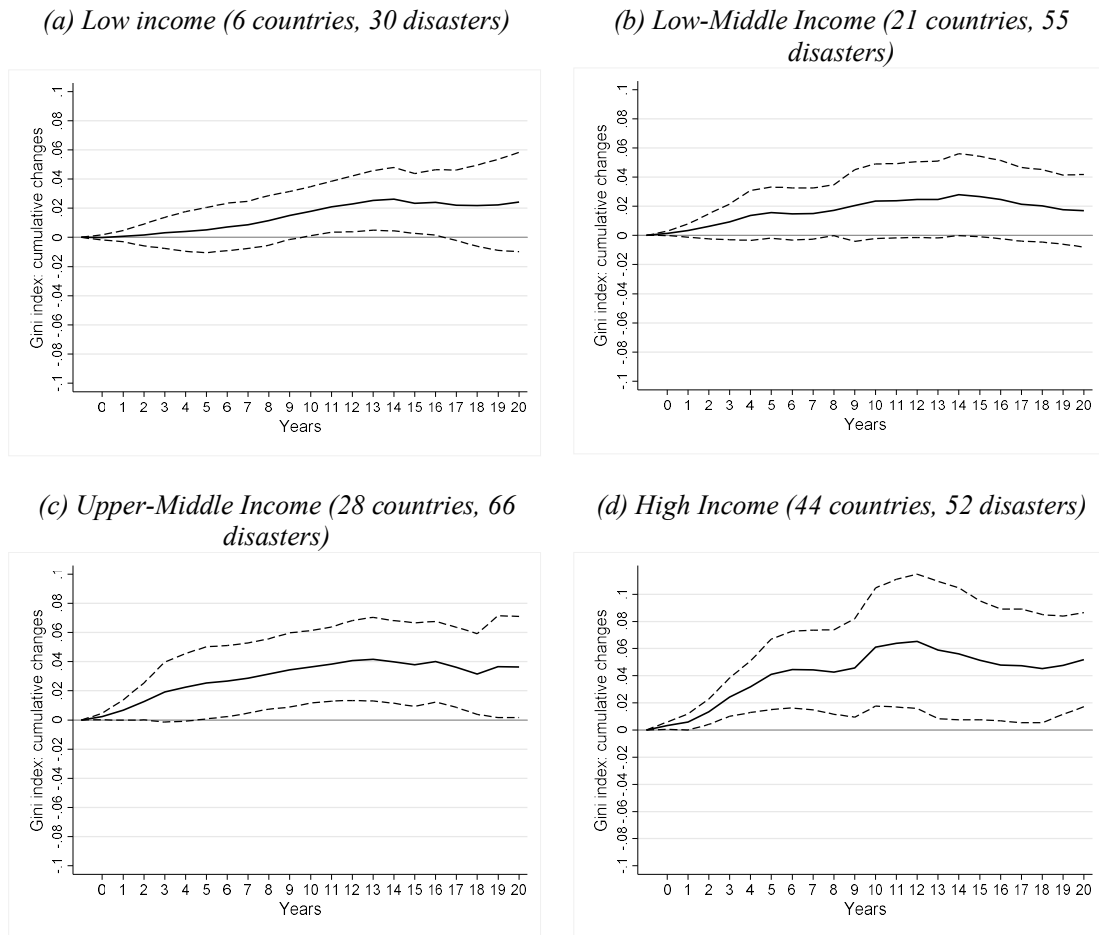 (a) Low income (6 countries, 30 disasters)
Gini index: cumulative changes
.1
.08
.06
.04
.02
0
-.02
-.04
-.06
-.08
-.1
0 1 2 3 4 5 6 7 8 9 10 11 12 13 14 15 16 17 18 19 20
Years
(b) Low-Middle Income (21 countries, 55
disasters)
Gini index: cumulative changes
.1
.08
.06
.04
.02
0
-.02
-.04
-.06
-.08
-.1
0 1 2 3 4 5 6 7 8 9 10 11 12 13 14 15 16 17 18 19 20
Years
(c) Upper-Middle Income (28 countries, 66
disasters)
Gini index: cumulative changes
.1
.08
.06
.04
.02
0
-.02
-.04
-.06
-.08
-.1
0 1 2 3 4 5 6 7 8 9 10 11 12 13 14 15 16 17 18 19 20
Years
(d) High Income (44 countries, 52 disasters)
Gini index: cumulative changes
.1
.08
.06
.04
.02
0
-.02
-.04
-.06
-.08
-.1
0 1 2 3 4 5 6 7 8 9 10 11 12 13 14 15 16 17 18 19 20
Years